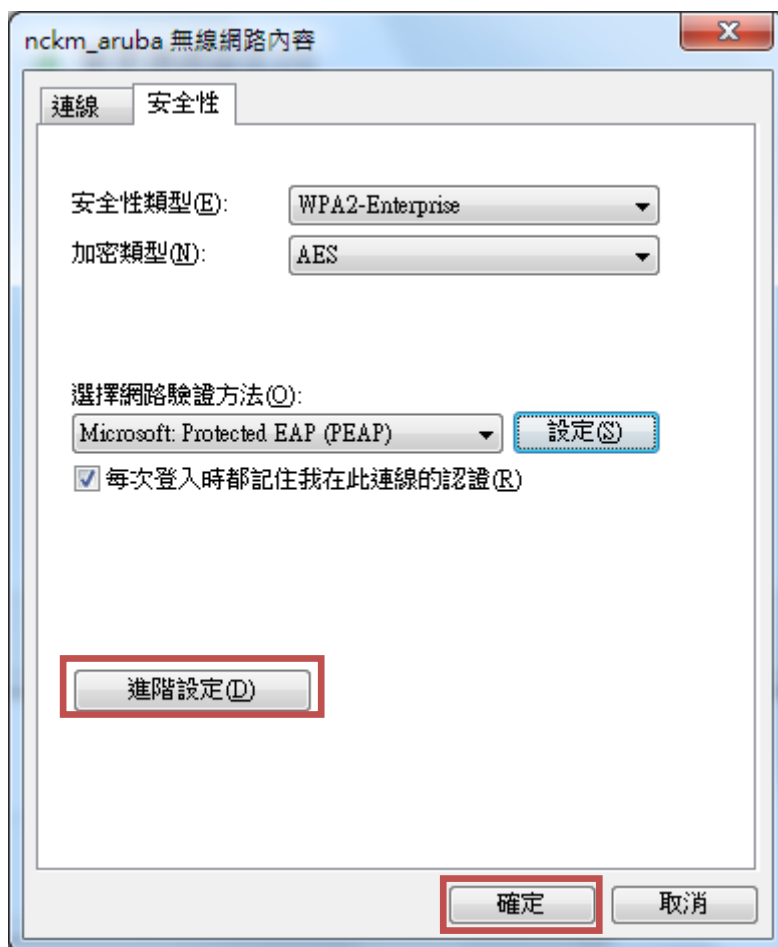 nckm_aruba 無線網路內容
連線 安全性
安全性類型(E): WPA2-Enterprise
加密類型(N): AES
選擇網路驗證方法(O):
Microsoft: Protected EAP (PEAP) 設定(S)
每次登入時都記住我在此連線的認證(R)
進階設定(D)
確定 取消